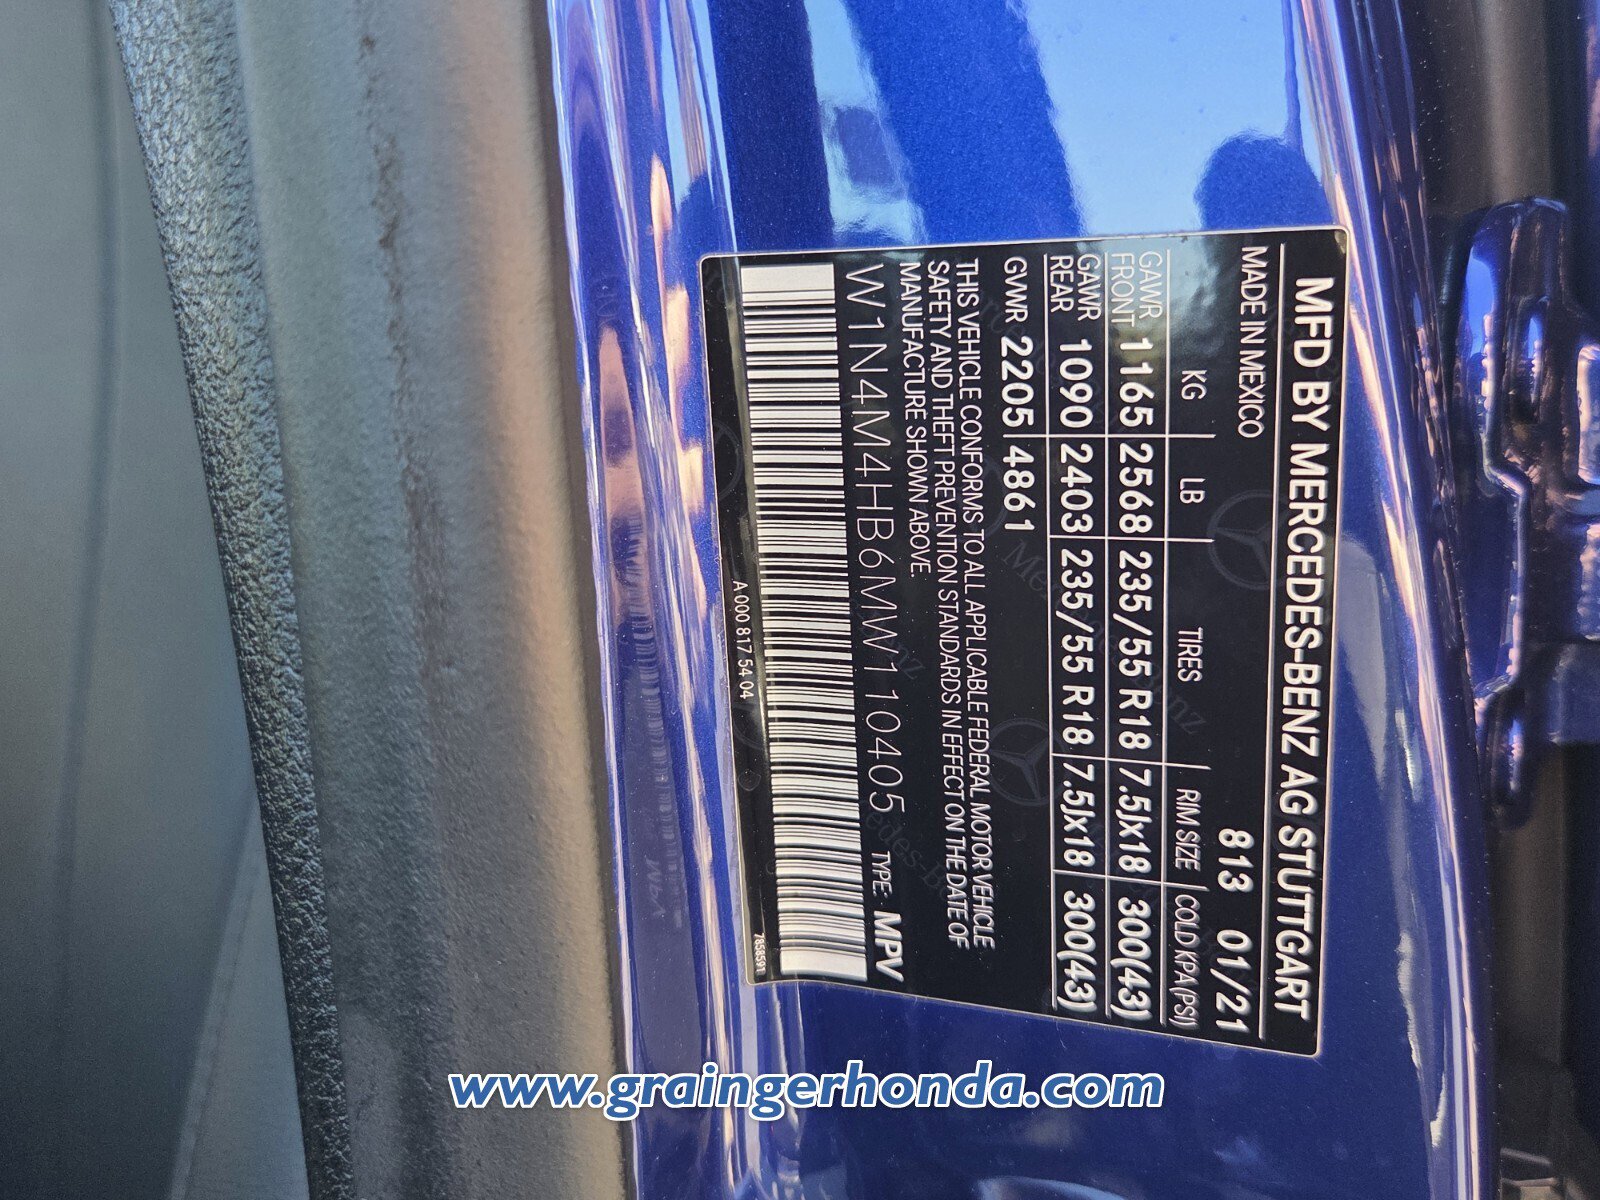 MFD BY MERCEDES-BENZ AG STUTTGART
MADE IN MEXICO 813 01/21
KG LB TIRES RIM SIZE COLD KPA(PSI)
GAWR FRONT 1165 2568 235/55 R18 7.5Jx18 300(43)
GAWR REAR 1090 2403 235/55 R18 7.5Jx18 300(43)
GVWR 2205 4861
THIS VEHICLE CONFORMS TO ALL APPLICABLE FEDERAL MOTOR VEHICLE
SAFETY AND THEFT PREVENTION STANDARDS IN EFFECT ON THE DATE OF
MANUFACTURE SHOWN ABOVE.
W1N4M4HB6MW110405 TYPE: MPV
A 000 817 54 04
7858591
www.graingerhonda.com